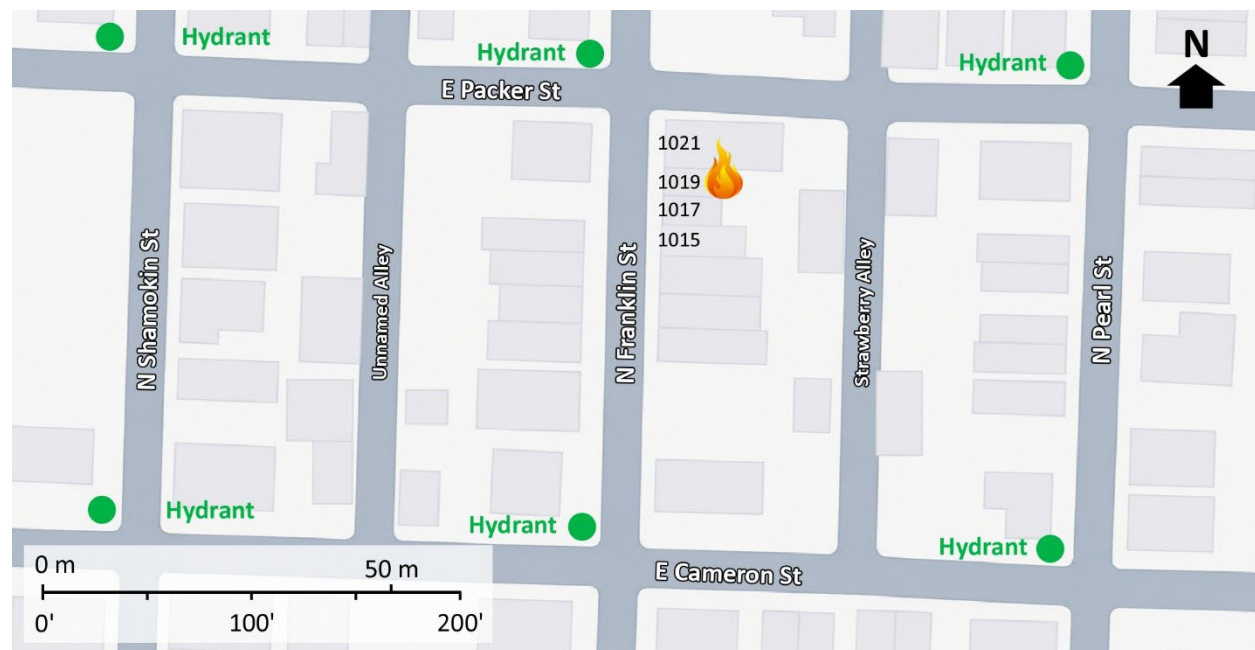 Hydrant
Hydrant
Hydrant
N
E Packer St
1021
1019
1017
1015
N Shamokin St
Unnamed Alley
N Franklin St
Strawberry Alley
N Pearl St
Hydrant
Hydrant
Hydrant
E Cameron St
0 m 50 m
0' 100' 200'